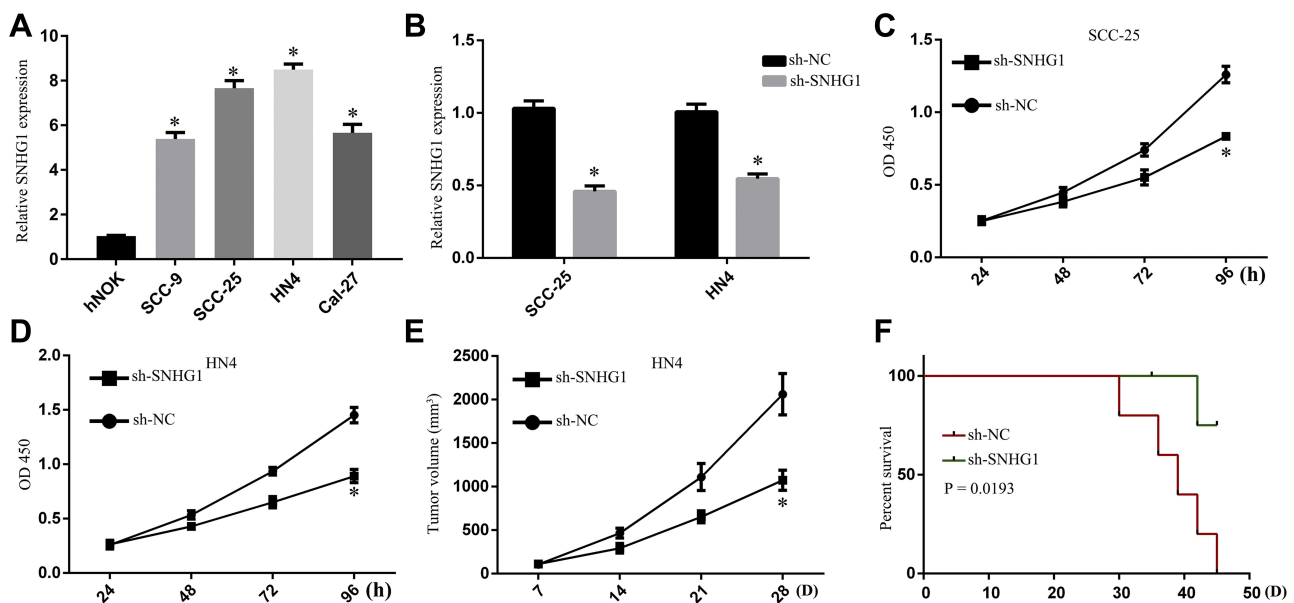 A
Relative SNHG1 expression
10
8
6
4
2
0
*
*
*
*
hNOK
SCC-9
SCC-25
HN4
Cal-27
B
Relative SNHG1 expression
1.5
1.0
0.5
0.0
sh-NC
sh-SNHG1
*
*
SCC-25
HN4
C
SCC-25
sh-SNHG1
sh-NC
OD 450
1.5
1.0
0.5
0.0
*
24
48
72
96 (h)
D
HN4
sh-SNHG1
sh-NC
OD 450
2.0
1.5
1.0
0.5
0.0
*
24
48
72
96 (h)
E
HN4
sh-SNHG1
sh-NC
Tumor volume (mm³)
2500
2000
1500
1000
500
0
*
7
14
21
28 (D)
F
Percent survival
100
50
0
sh-NC
sh-SNHG1
P = 0.0193
0 10 20 30 40 50 (D)